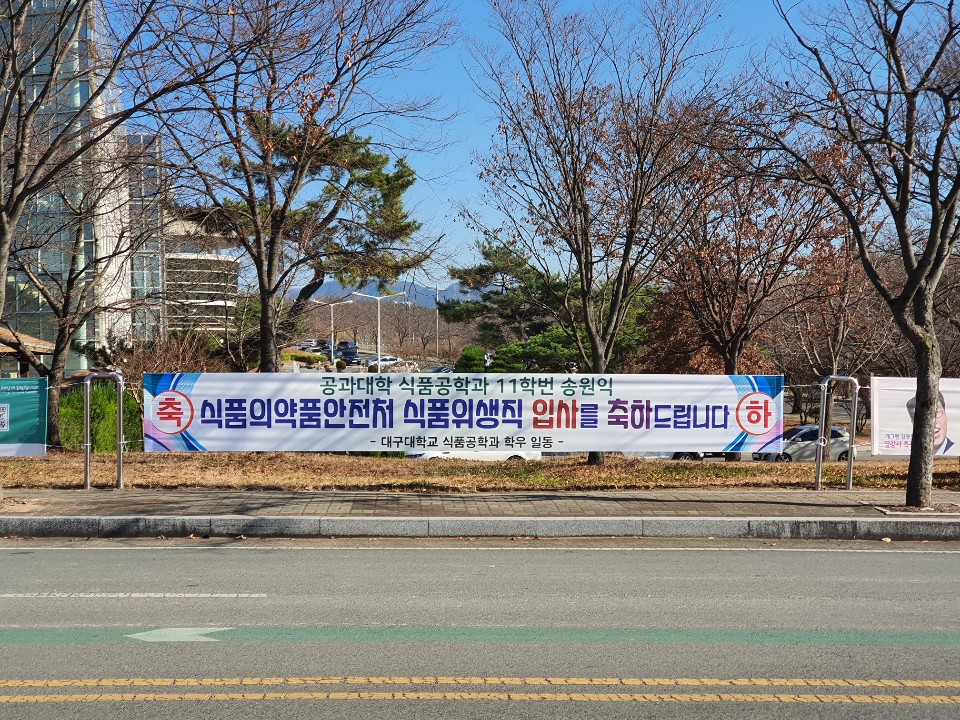 공과대학 식품공학과 11학번 송원익
축 식품의약품안전처 식품위생직 입사를 축하드립니다 하
- 대구대학교 식품공학과 학우 일동 -